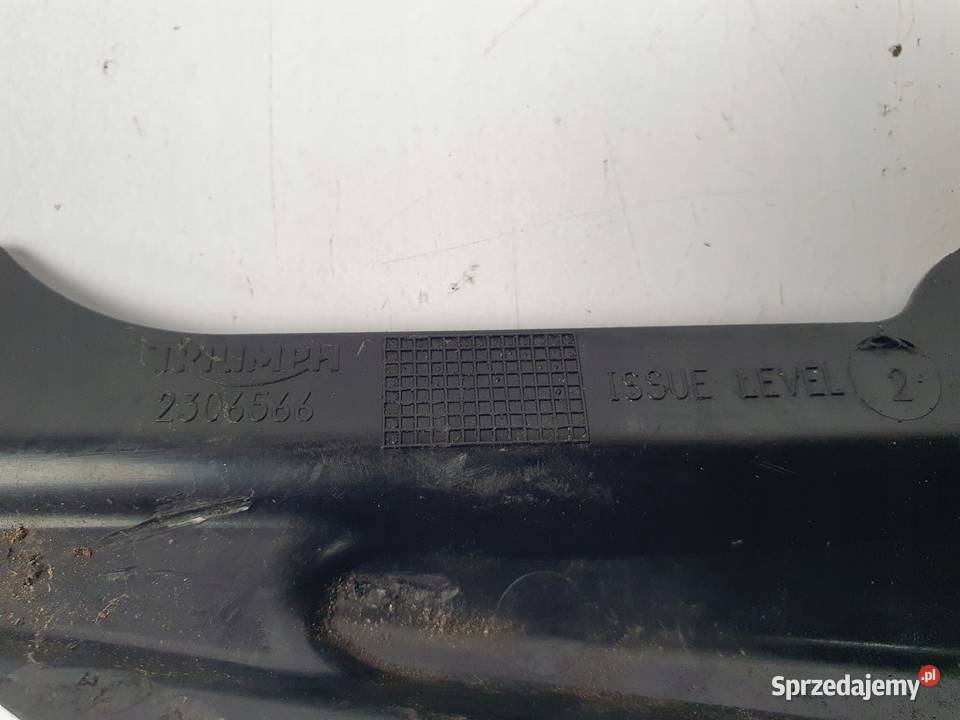 TRIUMPH
2306566
ISSUE LEVEL 2
Sprzedajemy.pl